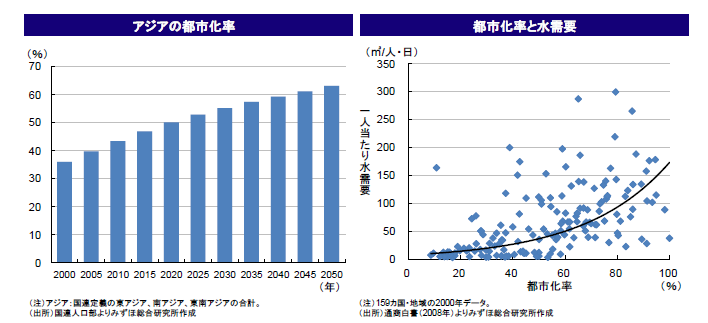 アジアの都市化率
(%)
70
60
50
40
30
20
10
0
2000 2005 2010 2015 2020 2025 2030 2035 2040 2045 2050
(年)
(注)アジア:国連定義の東アジア、南アジア、東南アジアの合計。
(出所)国連人口部よりみずほ総合研究所作成
都市化率と水需要
(㎥/人・日)
一人当たり水需要
350
300
250
200
150
100
50
0
0 20 40 60 80 100
都市化率 (%)
(注)159カ国・地域の2000年データ。
(出所)通商白書(2008年)よりみずほ総合研究所作成